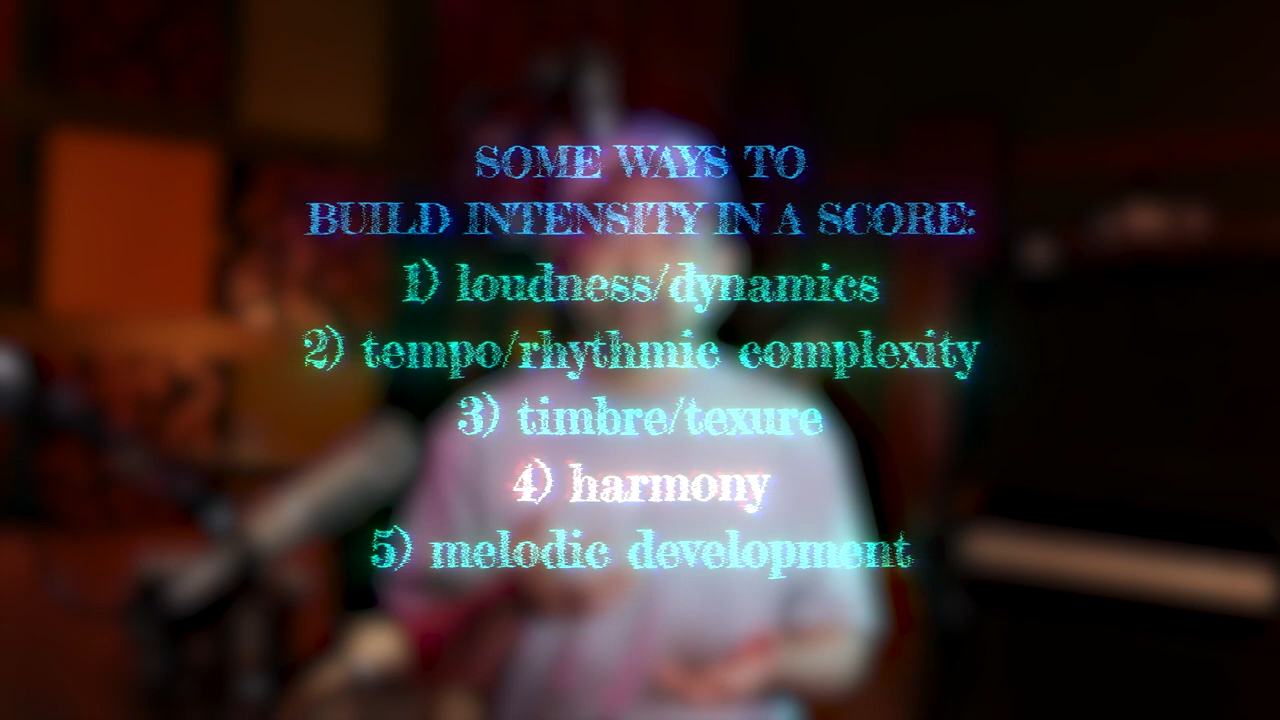 SOME WAYS TO
BUILD INTENSITY IN A SCORE:
1) loudness/dynamics
2) tempo/rhythmic complexity
3) timbre/texure
4) harmony
5) melodic development